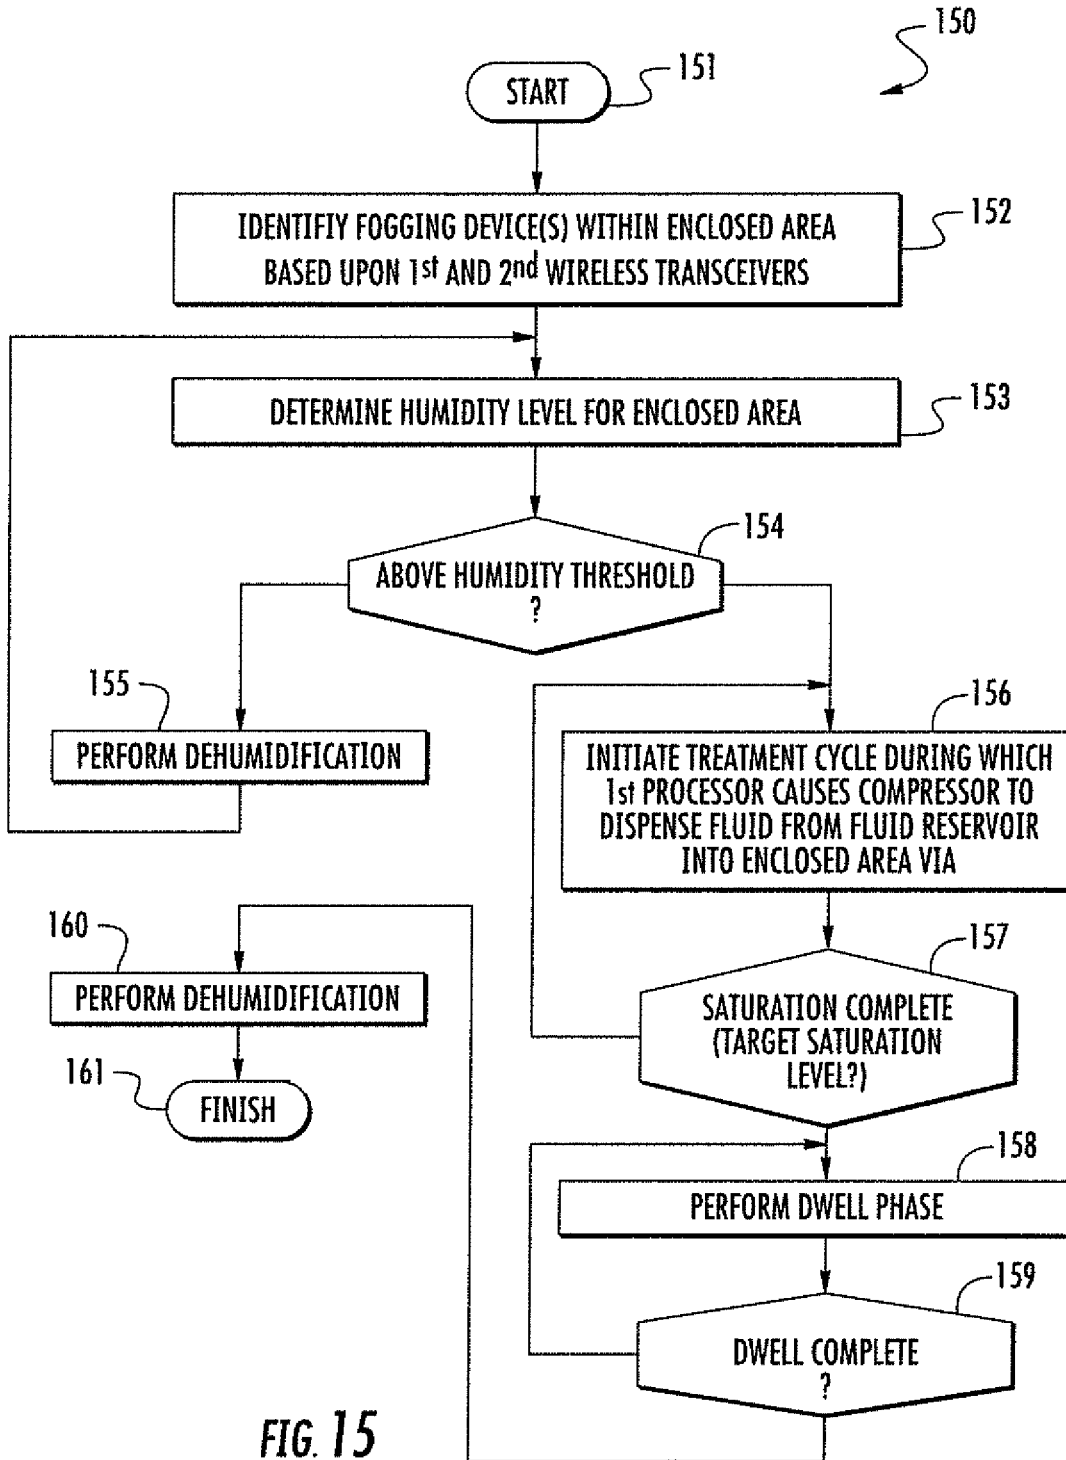 150
151
START
152
IDENTIFIY FOGGING DEVICE(S) WITHIN ENCLOSED AREA
BASED UPON 1st AND 2nd WIRELESS TRANSCEIVERS
153
DETERMINE HUMIDITY LEVEL FOR ENCLOSED AREA
154
ABOVE HUMIDITY THRESHOLD
?
155
PERFORM DEHUMIDIFICATION
156
INITIATE TREATMENT CYCLE DURING WHICH
1st PROCESSOR CAUSES COMPRESSOR TO
DISPENSE FLUID FROM FLUID RESERVOIR
INTO ENCLOSED AREA VIA
157
SATURATION COMPLETE
(TARGET SATURATION
LEVEL?)
158
PERFORM DWELL PHASE
159
DWELL COMPLETE
?
160
PERFORM DEHUMIDIFICATION
161
FINISH
FIG. 15